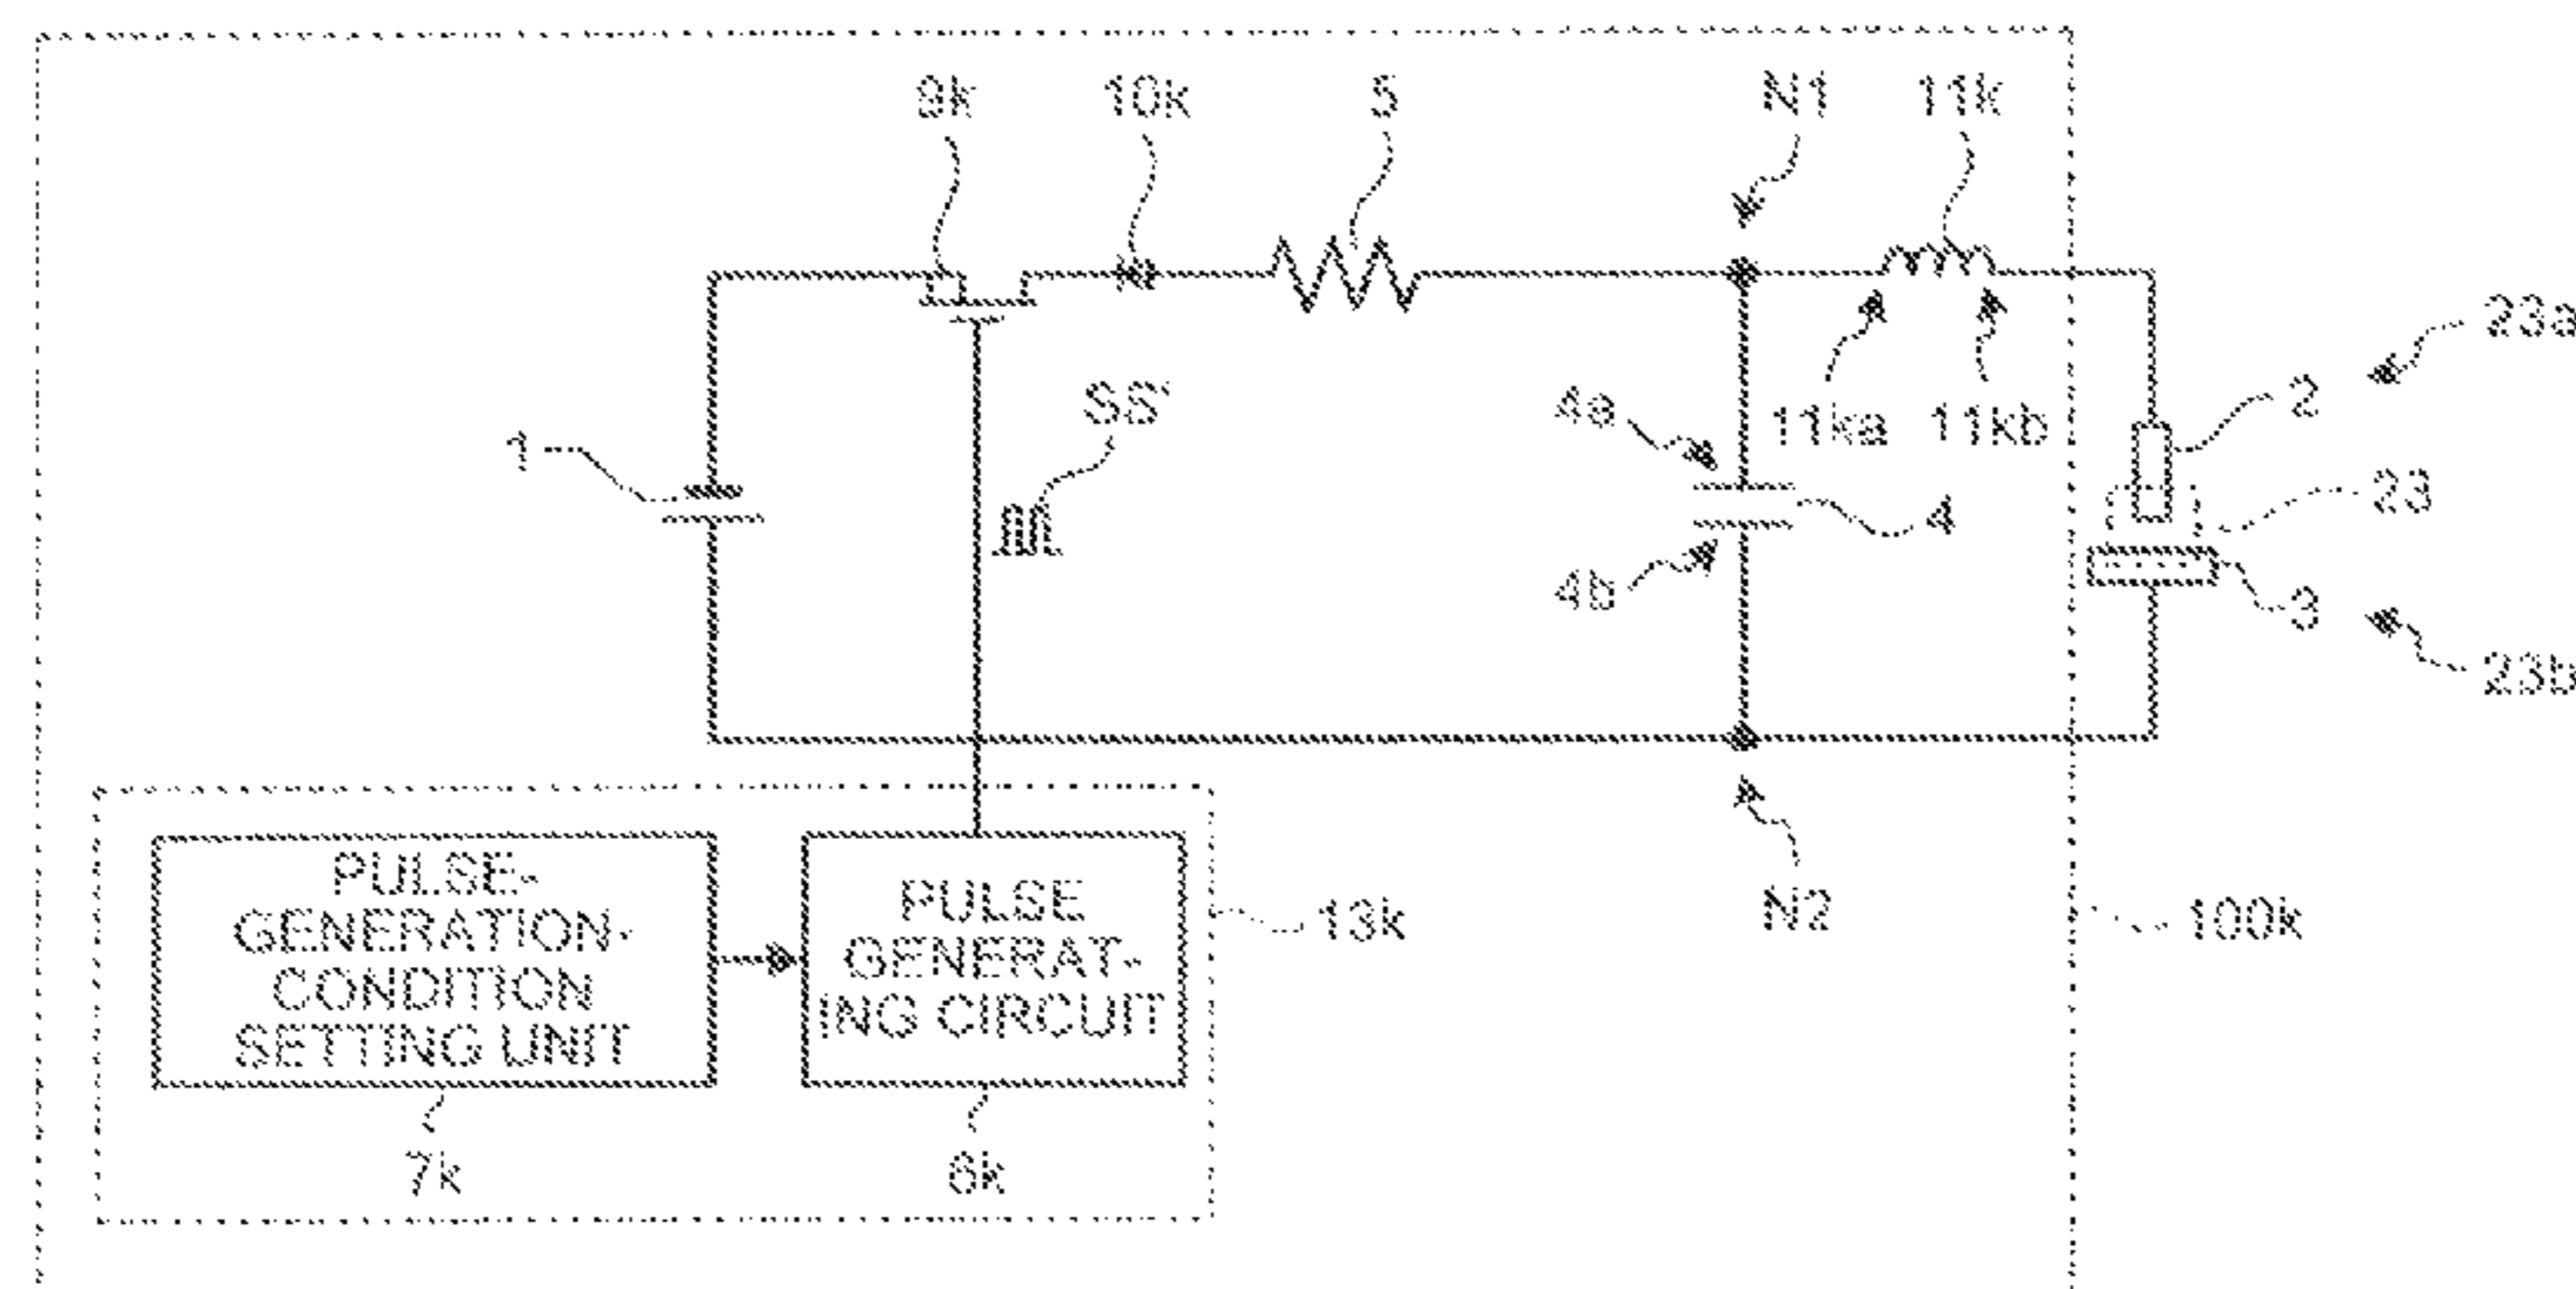 9k 10k 5 N1 11k
23a
SS'
4a 11ka 11kb 2
1
4 23
4b
3
23b
PULSE-
GENERATION-
CONDITION
SETTING UNIT
PULSE
GENERAT-
ING CIRCUIT
13k
N2
100k
7k 6k